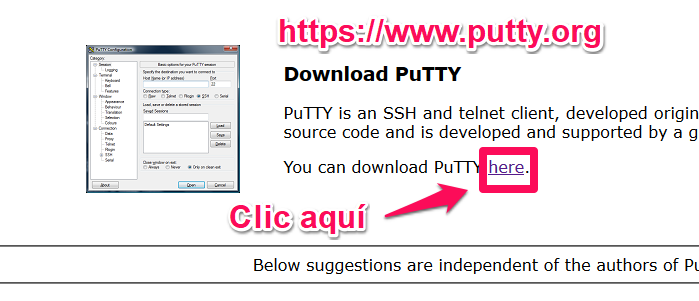 https://www.putty.org
PuTTY Configuration
Category:
Session
Logging
Terminal
Keyboard
Bell
Features
Window
Appearance
Behaviour
Translation
Selection
Colours
Connection
Data
Proxy
Telnet
Rlogin
SSH
Serial
Basic options for your PuTTY session
Specify the destination you want to connect to
Host Name (or IP address)
Port
22
Connection type:
Raw
Telnet
Rlogin
SSH
Serial
Load, save or delete a stored session
Saved Sessions
Default Settings
Load
Save
Delete
Close window on exit:
Always
Never
Only on clean exit
About
Open
Cancel
Download PuTTY
PuTTY is an SSH and telnet client, developed origin
source code and is developed and supported by a g
You can download PuTTY here.
Clic aquí
Below suggestions are independent of the authors of Pu